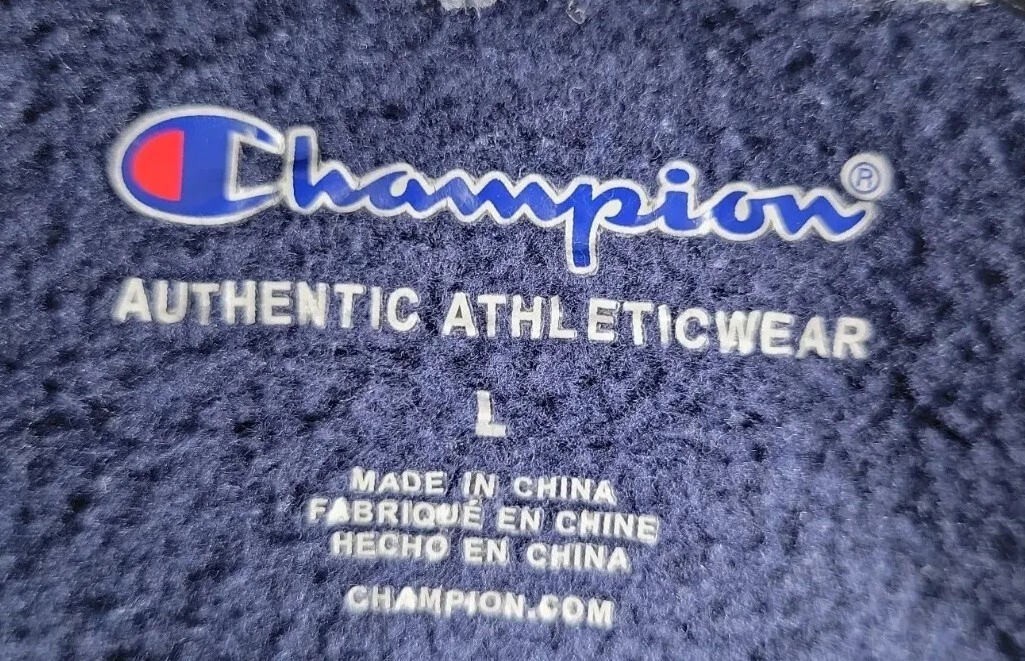 Champion®
AUTHENTIC ATHLETICWEAR
L
MADE IN CHINA
FABRIQUÉ EN CHINE
HECHO EN CHINA
CHAMPION.COM